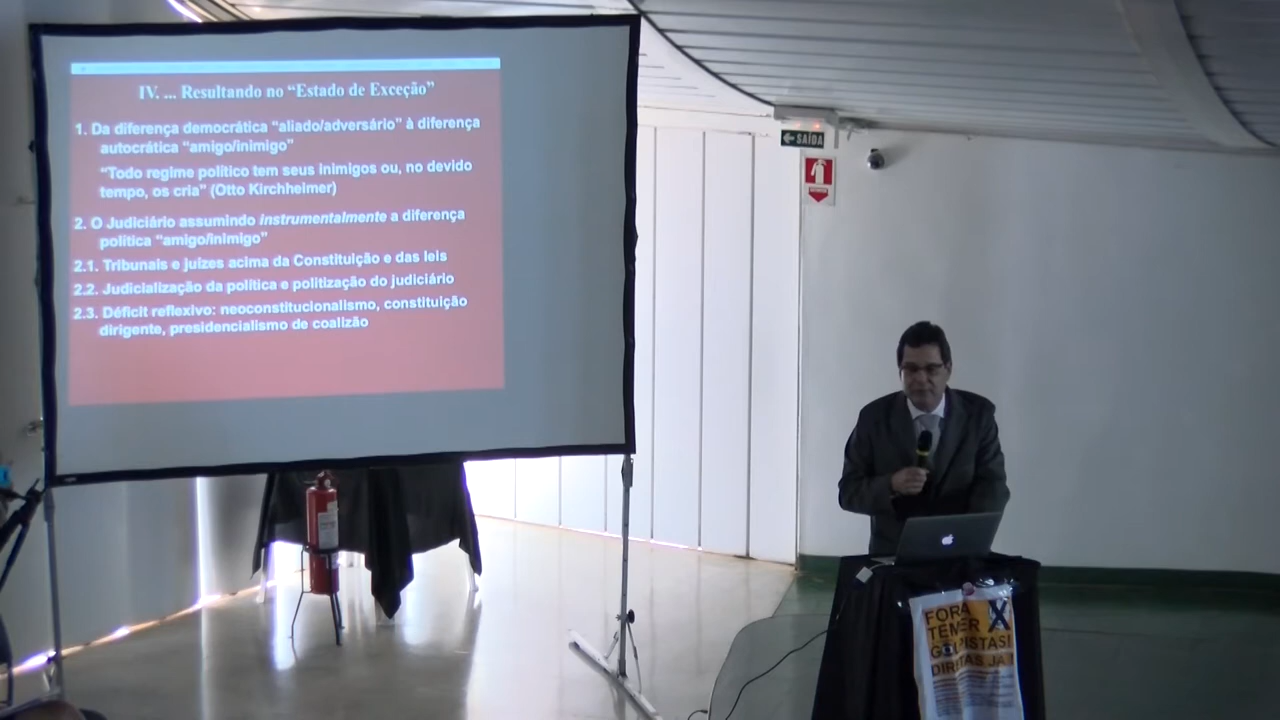 IV. ... Resultando no “Estado de Exceção”
1. Da diferença democrática “aliado/adversário” à diferença
autocrática “amigo/inimigo”
“Todo regime político tem seus inimigos ou, no devido
tempo, os cria” (Otto Kirchheimer)
2. O Judiciário assumindo instrumentalmente a diferença
política “amigo/inimigo”
2.1. Tribunais e juízes acima da Constituição e das leis
2.2. Judicialização da política e politização do judiciário
2.3. Déficit reflexivo: neoconstitucionalismo, constituição
dirigente, presidencialismo de coalizão
SAÍDA
FORA
TEMER
GOLPISTAS!
DIRETAS JÁ!